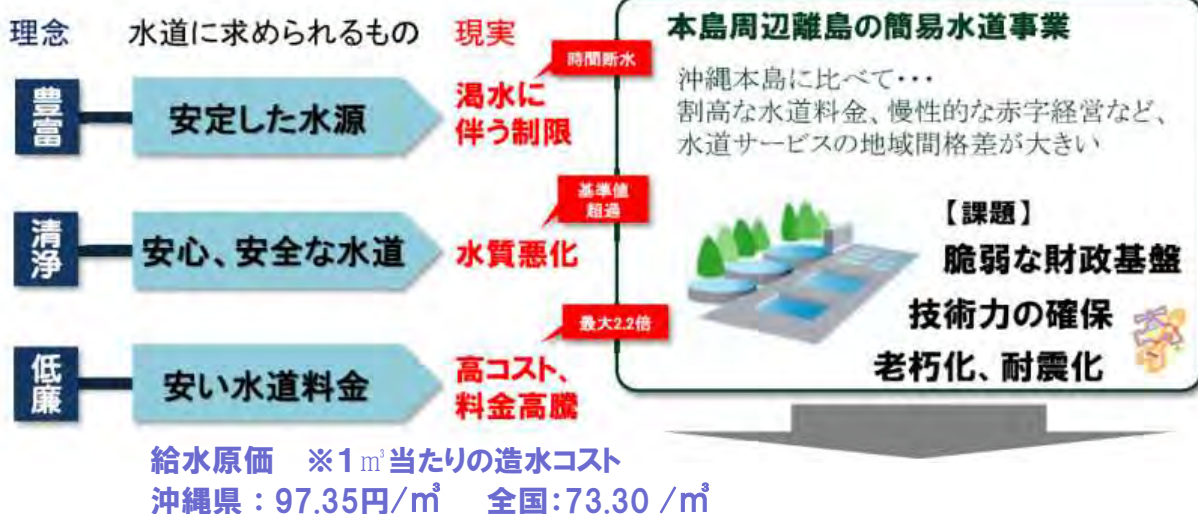 理念 水道に求められるもの 現実
豊富
安定した水源
渇水に
伴う制限
時間断水
清浄
安心、安全な水道
水質悪化
基準値
超過
低廉
安い水道料金
高コスト、
料金高騰
最大2.2倍
本島周辺離島の簡易水道事業
沖縄本島に比べて・・・
割高な水道料金、慢性的な赤字経営など、
水道サービスの地域間格差が大きい
【課題】
脆弱な財政基盤
技術力の確保
老朽化、耐震化
給水原価 ※1㎥当たりの造水コスト
沖縄県：97.35円/㎥ 全国：73.30 /㎥